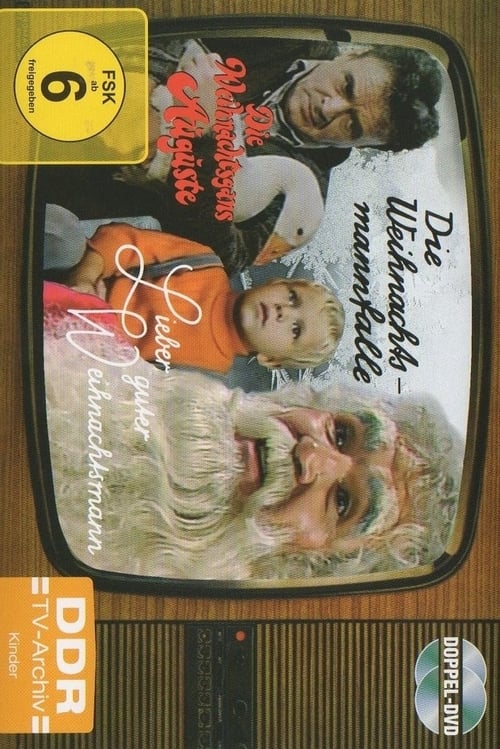 FSK
ab
6
freigegeben
Die
Weihnachtsgans
Auguste
Die
Weihnachts-
mannfalle
Lieber
guter
Weihnachtsmann
DOPPEL-DVD
DDR
TV-Archiv
Kinder